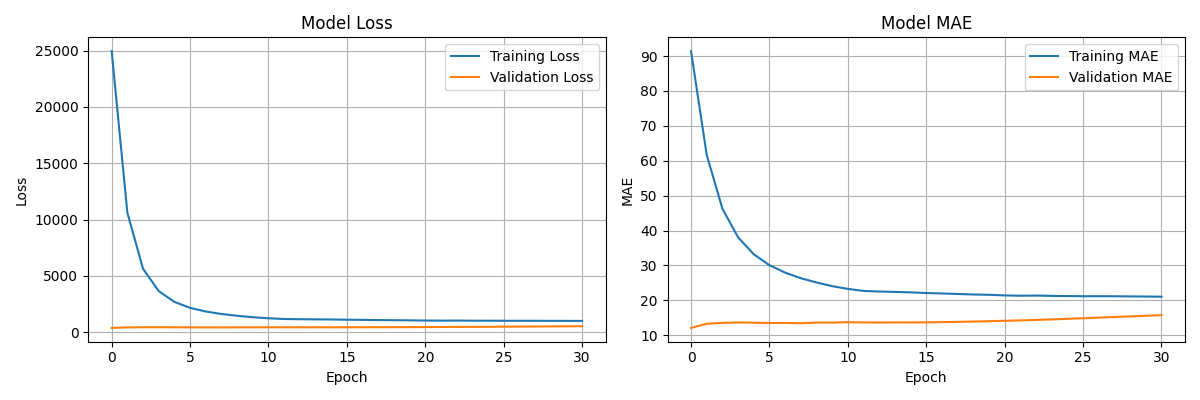 Model Loss
25000
20000
15000
10000
5000
0
Loss
0 5 10 15 20 25 30
Epoch
Training Loss
Validation Loss
Model MAE
90
80
70
60
50
40
30
20
10
MAE
0 5 10 15 20 25 30
Epoch
Training MAE
Validation MAE